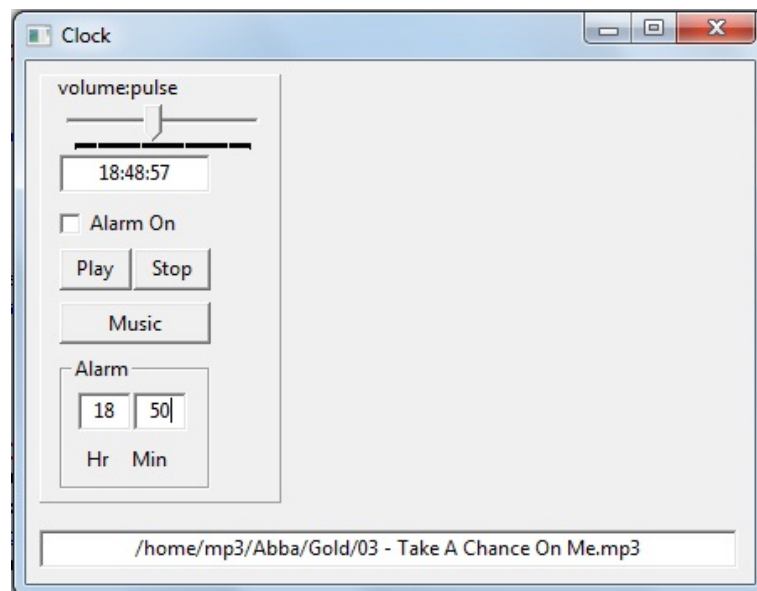 Clock
volume:pulse
18:48:57
Alarm On
Play Stop
Music
Alarm
18 50
Hr Min
/home/mp3/Abba/Gold/03 - Take A Chance On Me.mp3